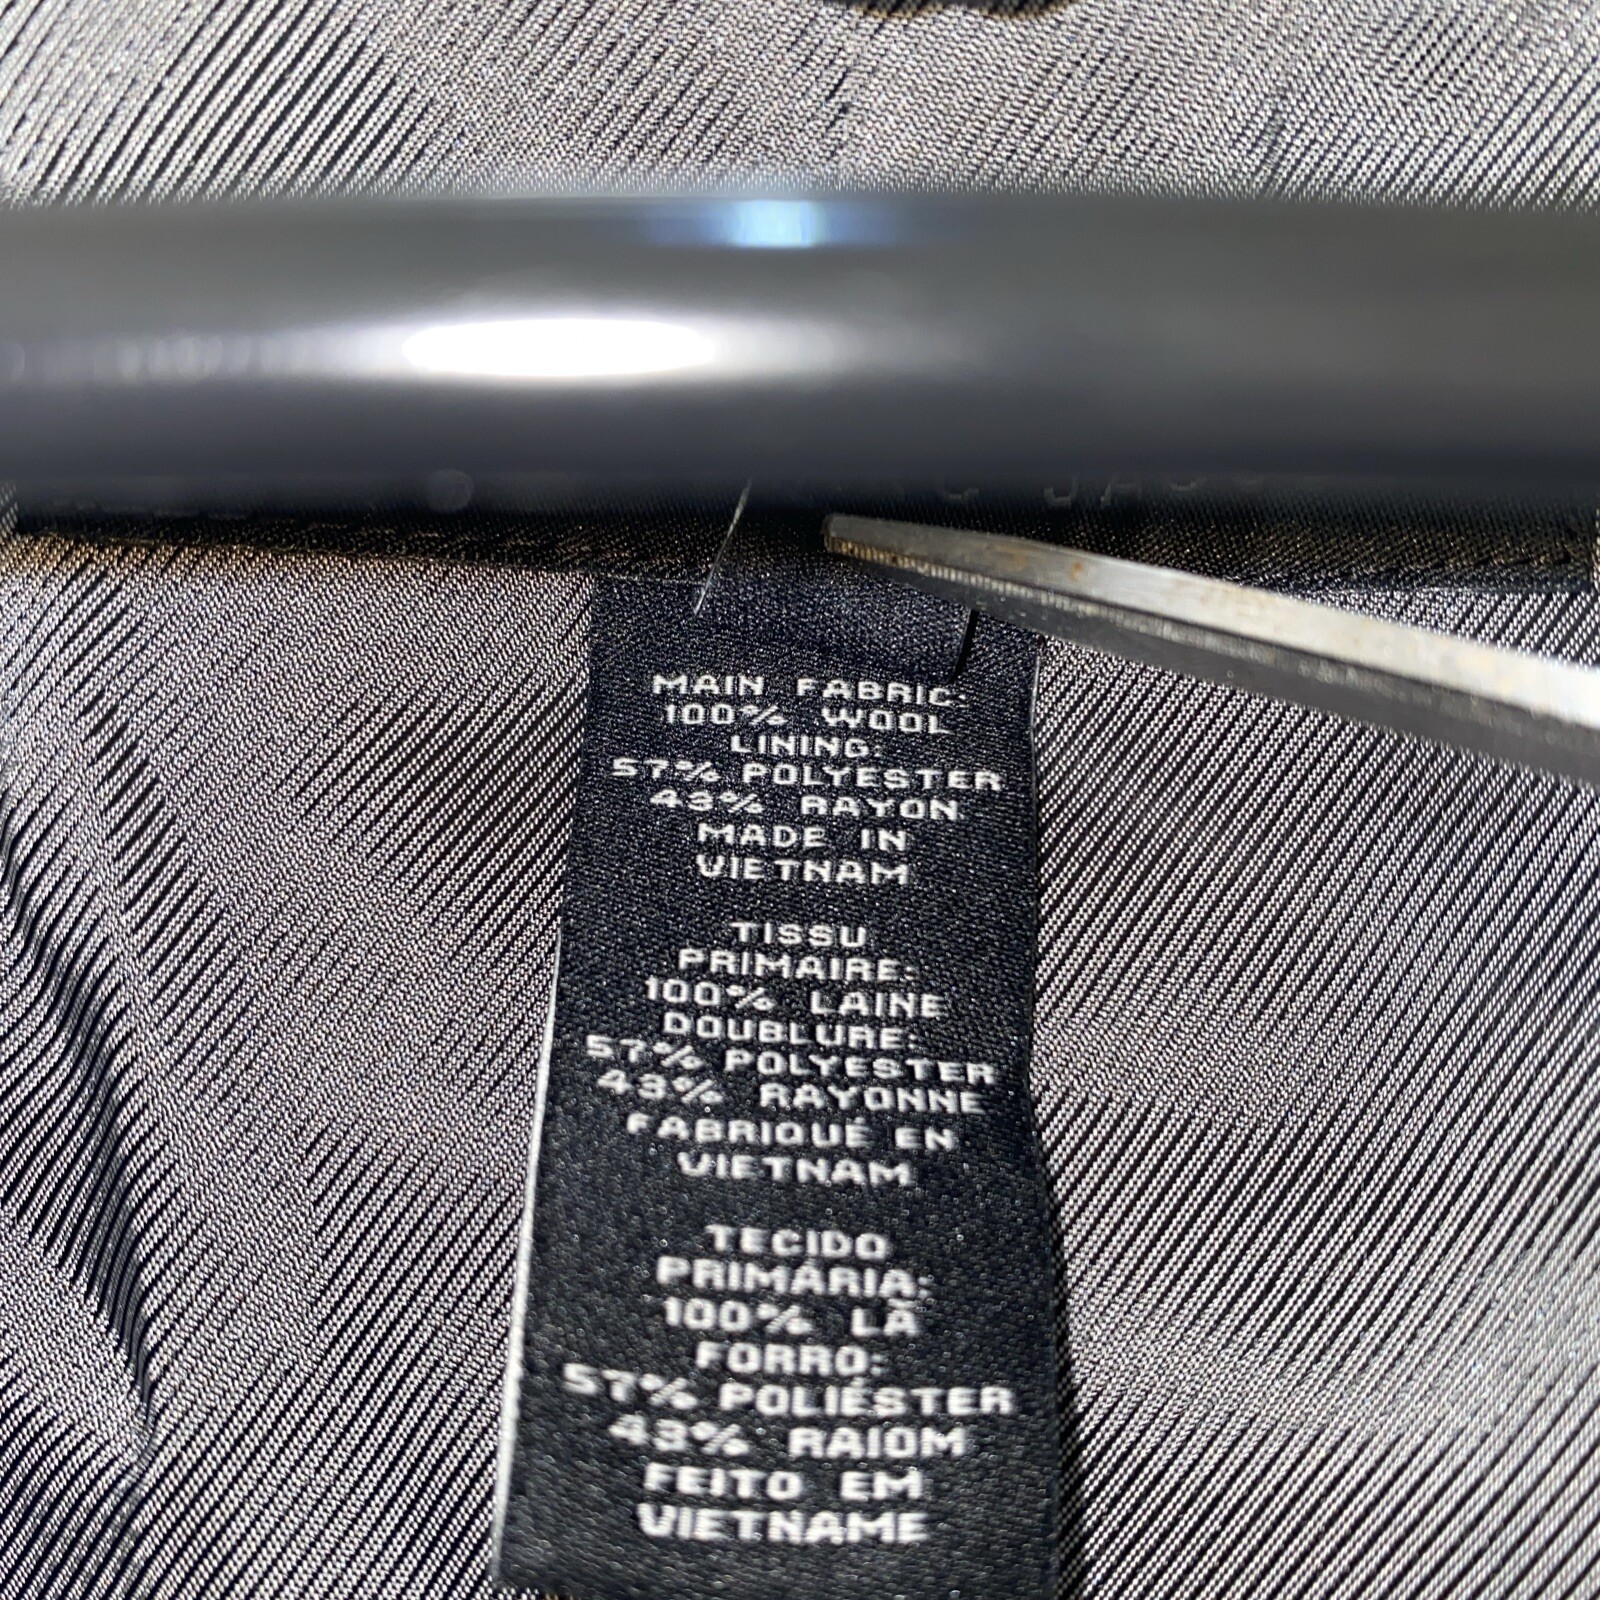 MAIN FABRIC:
100% WOOL
LINING:
57% POLYESTER
43% RAYON
MADE IN
VIETNAM
TISSU
PRIMAIRE:
100% LAINE
DOUBLURE:
57% POLYESTER
43% RAYONNE
FABRIQUÉ EN
VIETNAM
TECIDO
PRIMÁRIA:
100% LÃ
FORRO:
57% POLIÉSTER
43% RAIOM
FEITO EM
VIETNAME